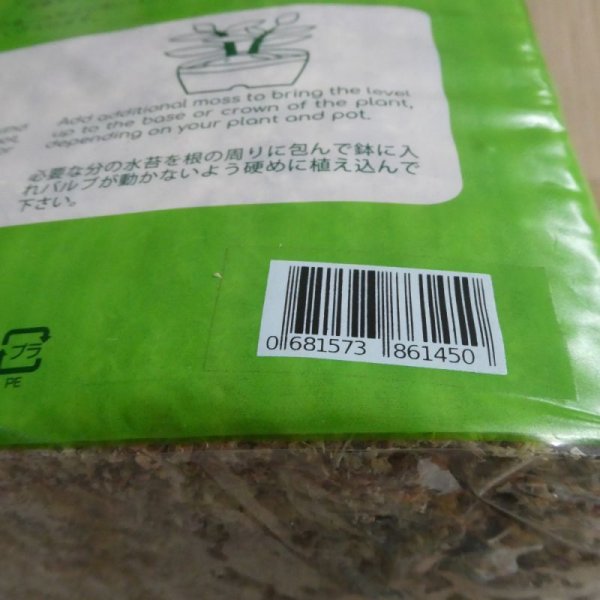 Add additional moss to bring the level
up to the base or crown of the plant,
depending on your plant and pot.
必要な分の水苔を根の周りに包んで鉢に入
れバルブが動かないよう硬めに植え込んで
下さい。
0 681573 861450
プラ
PE